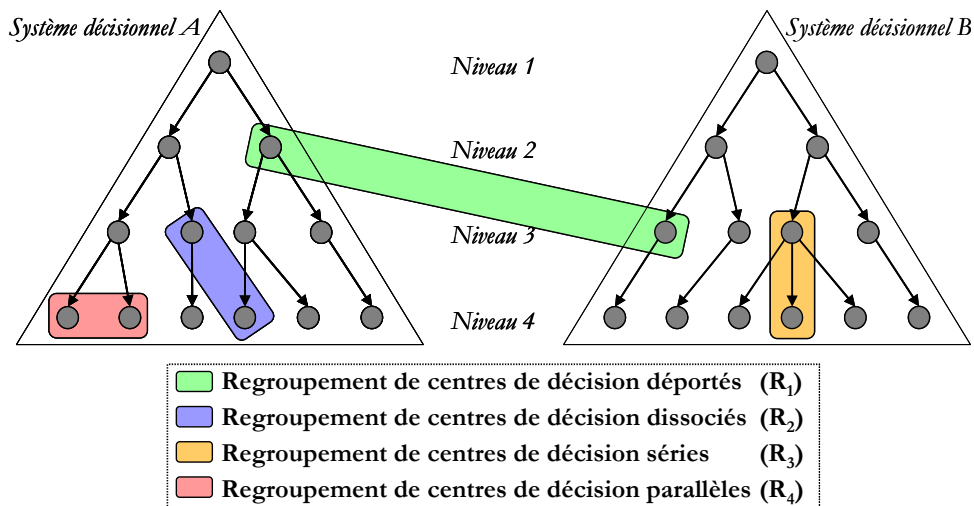 Système décisionnel A
Système décisionnel B
Niveau 1
Niveau 2
Niveau 3
Niveau 4
Regroupement de centres de décision déportés (R₁)
Regroupement de centres de décision dissociés (R₂)
Regroupement de centres de décision séries (R₃)
Regroupement de centres de décision parallèles (R₄)